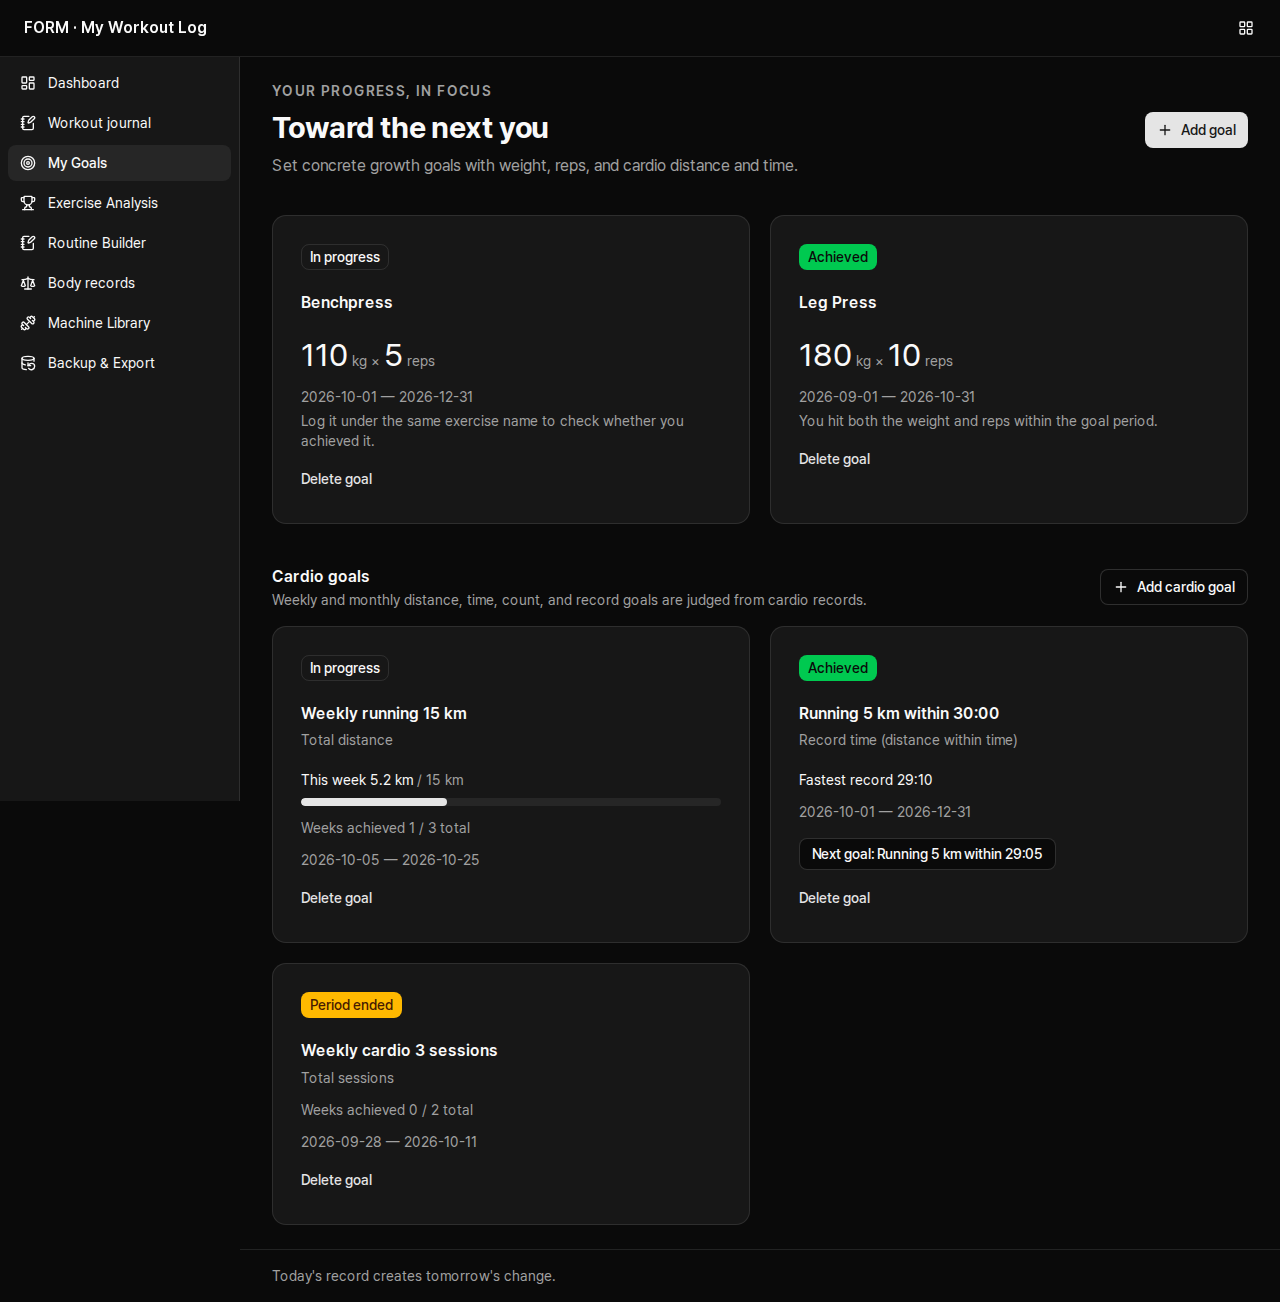 FORM · My Workout Log
Dashboard
Workout journal
My Goals
Exercise Analysis
Routine Builder
Body records
Machine Library
Backup & Export
YOUR PROGRESS, IN FOCUS
Toward the next you
Set concrete growth goals with weight, reps, and cardio distance and time.
Add goal
In progress
Benchpress
110 kg × 5 reps
2026-10-01 — 2026-12-31
Log it under the same exercise name to check whether you
achieved it.
Delete goal
Achieved
Leg Press
180 kg × 10 reps
2026-09-01 — 2026-10-31
You hit both the weight and reps within the goal period.
Delete goal
Cardio goals
Weekly and monthly distance, time, count, and record goals are judged from cardio records.
Add cardio goal
In progress
Weekly running 15 km
Total distance
This week 5.2 km / 15 km
Weeks achieved 1 / 3 total
2026-10-05 — 2026-10-25
Delete goal
Achieved
Running 5 km within 30:00
Record time (distance within time)
Fastest record 29:10
2026-10-01 — 2026-12-31
Next goal: Running 5 km within 29:05
Delete goal
Period ended
Weekly cardio 3 sessions
Total sessions
Weeks achieved 0 / 2 total
2026-09-28 — 2026-10-11
Delete goal
Today's record creates tomorrow's change.